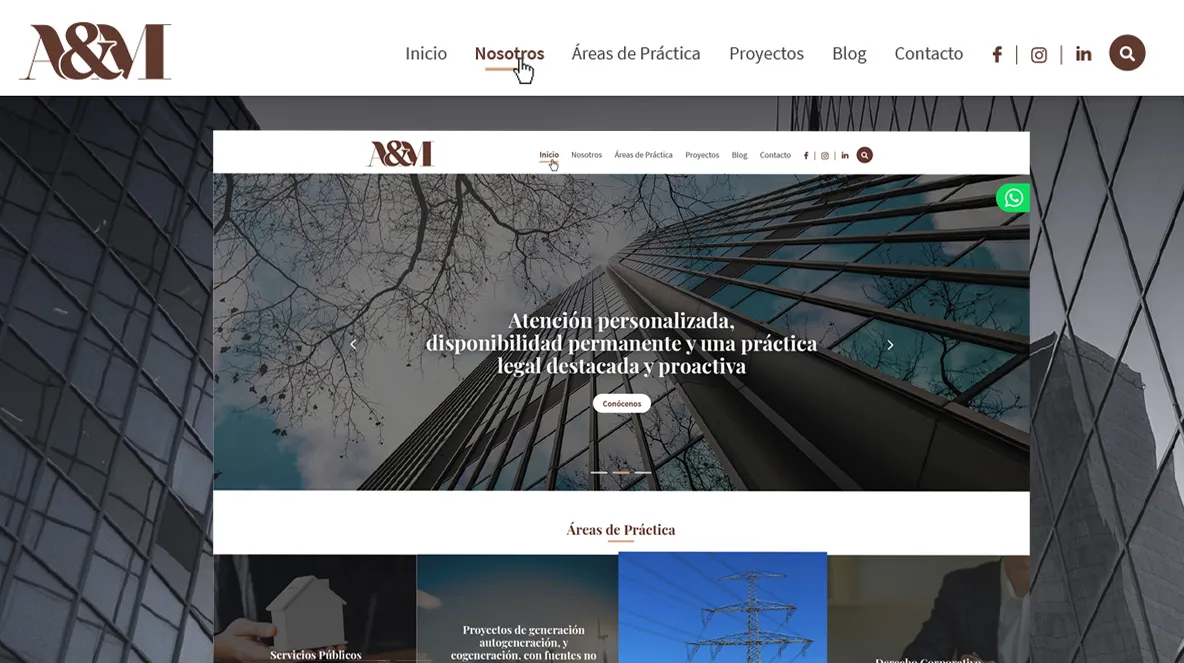 A&M
Inicio Nosotros Áreas de Práctica Proyectos Blog Contacto
A&M
Inicio Nosotros Áreas de Práctica Proyectos Blog Contacto
Atención personalizada,
disponibilidad permanente y una práctica
legal destacada y proactiva
Conócenos
Áreas de Práctica
Servicios Públicos
Proyectos de generación
autogeneración, y
cogeneración, con fuentes no
Derecho Corporativo